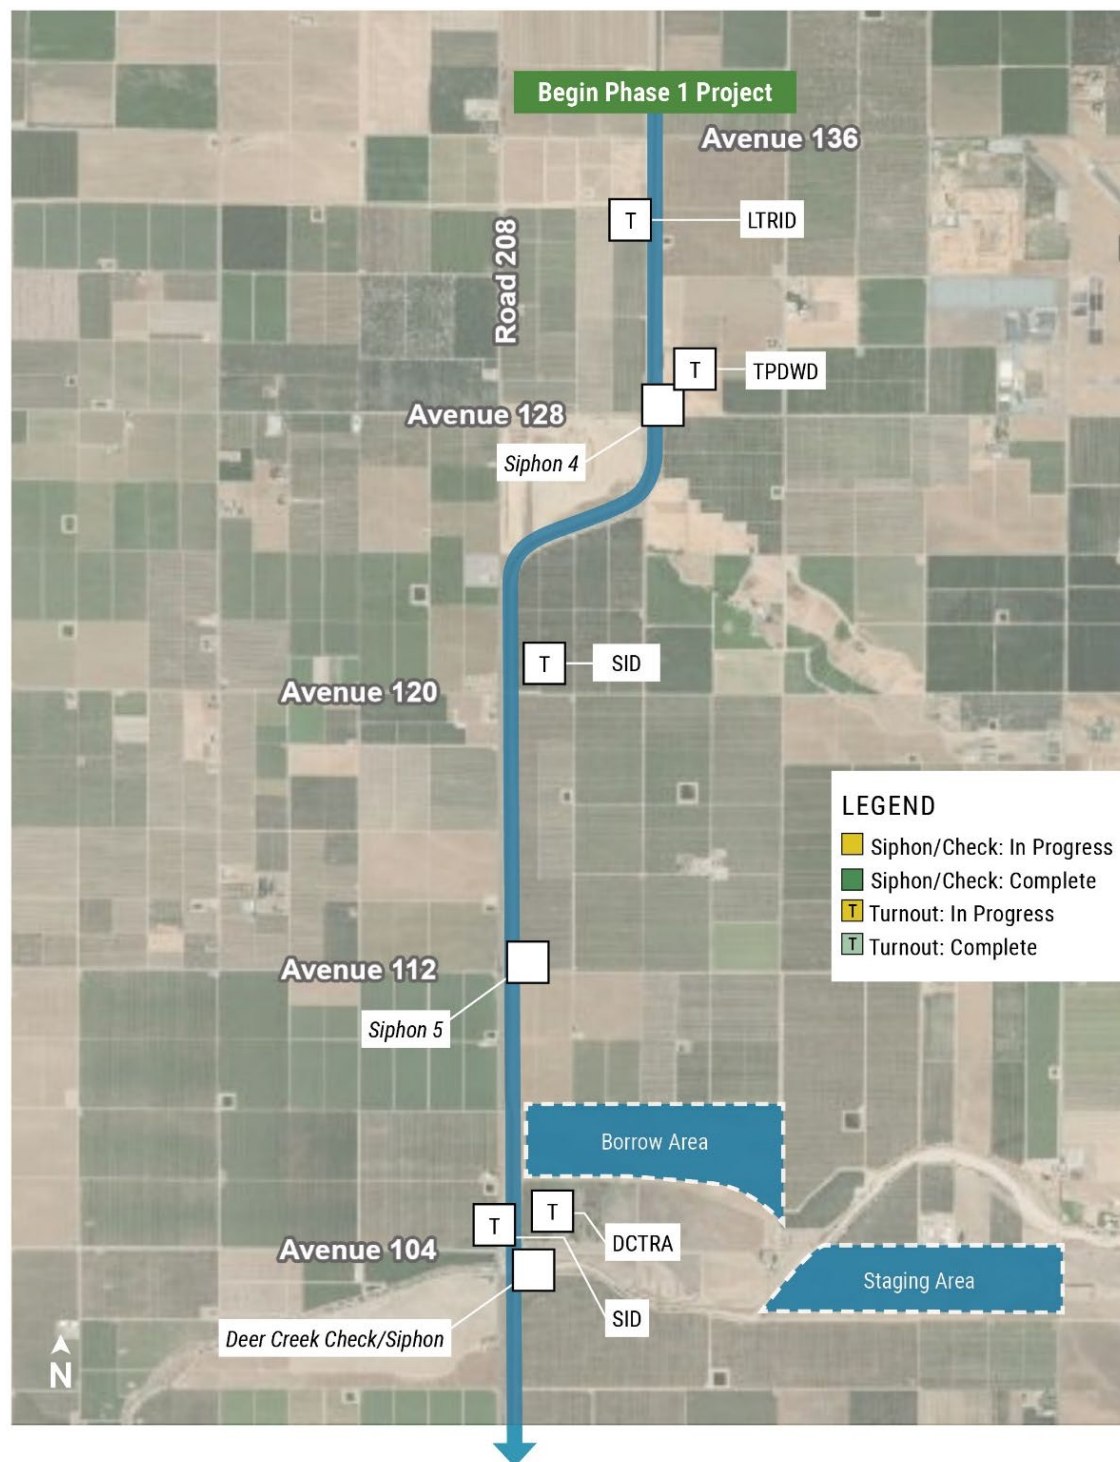 Begin Phase 1 Project
Avenue 136
T
LTRID
Road 208
T
TPDWD
Avenue 128
Siphon 4
T
SID
Avenue 120
LEGEND
Siphon/Check: In Progress
Siphon/Check: Complete
T Turnout: In Progress
T Turnout: Complete
Avenue 112
Siphon 5
Borrow Area
T
T
DCTRA
Avenue 104
Staging Area
SID
Deer Creek Check/Siphon
N